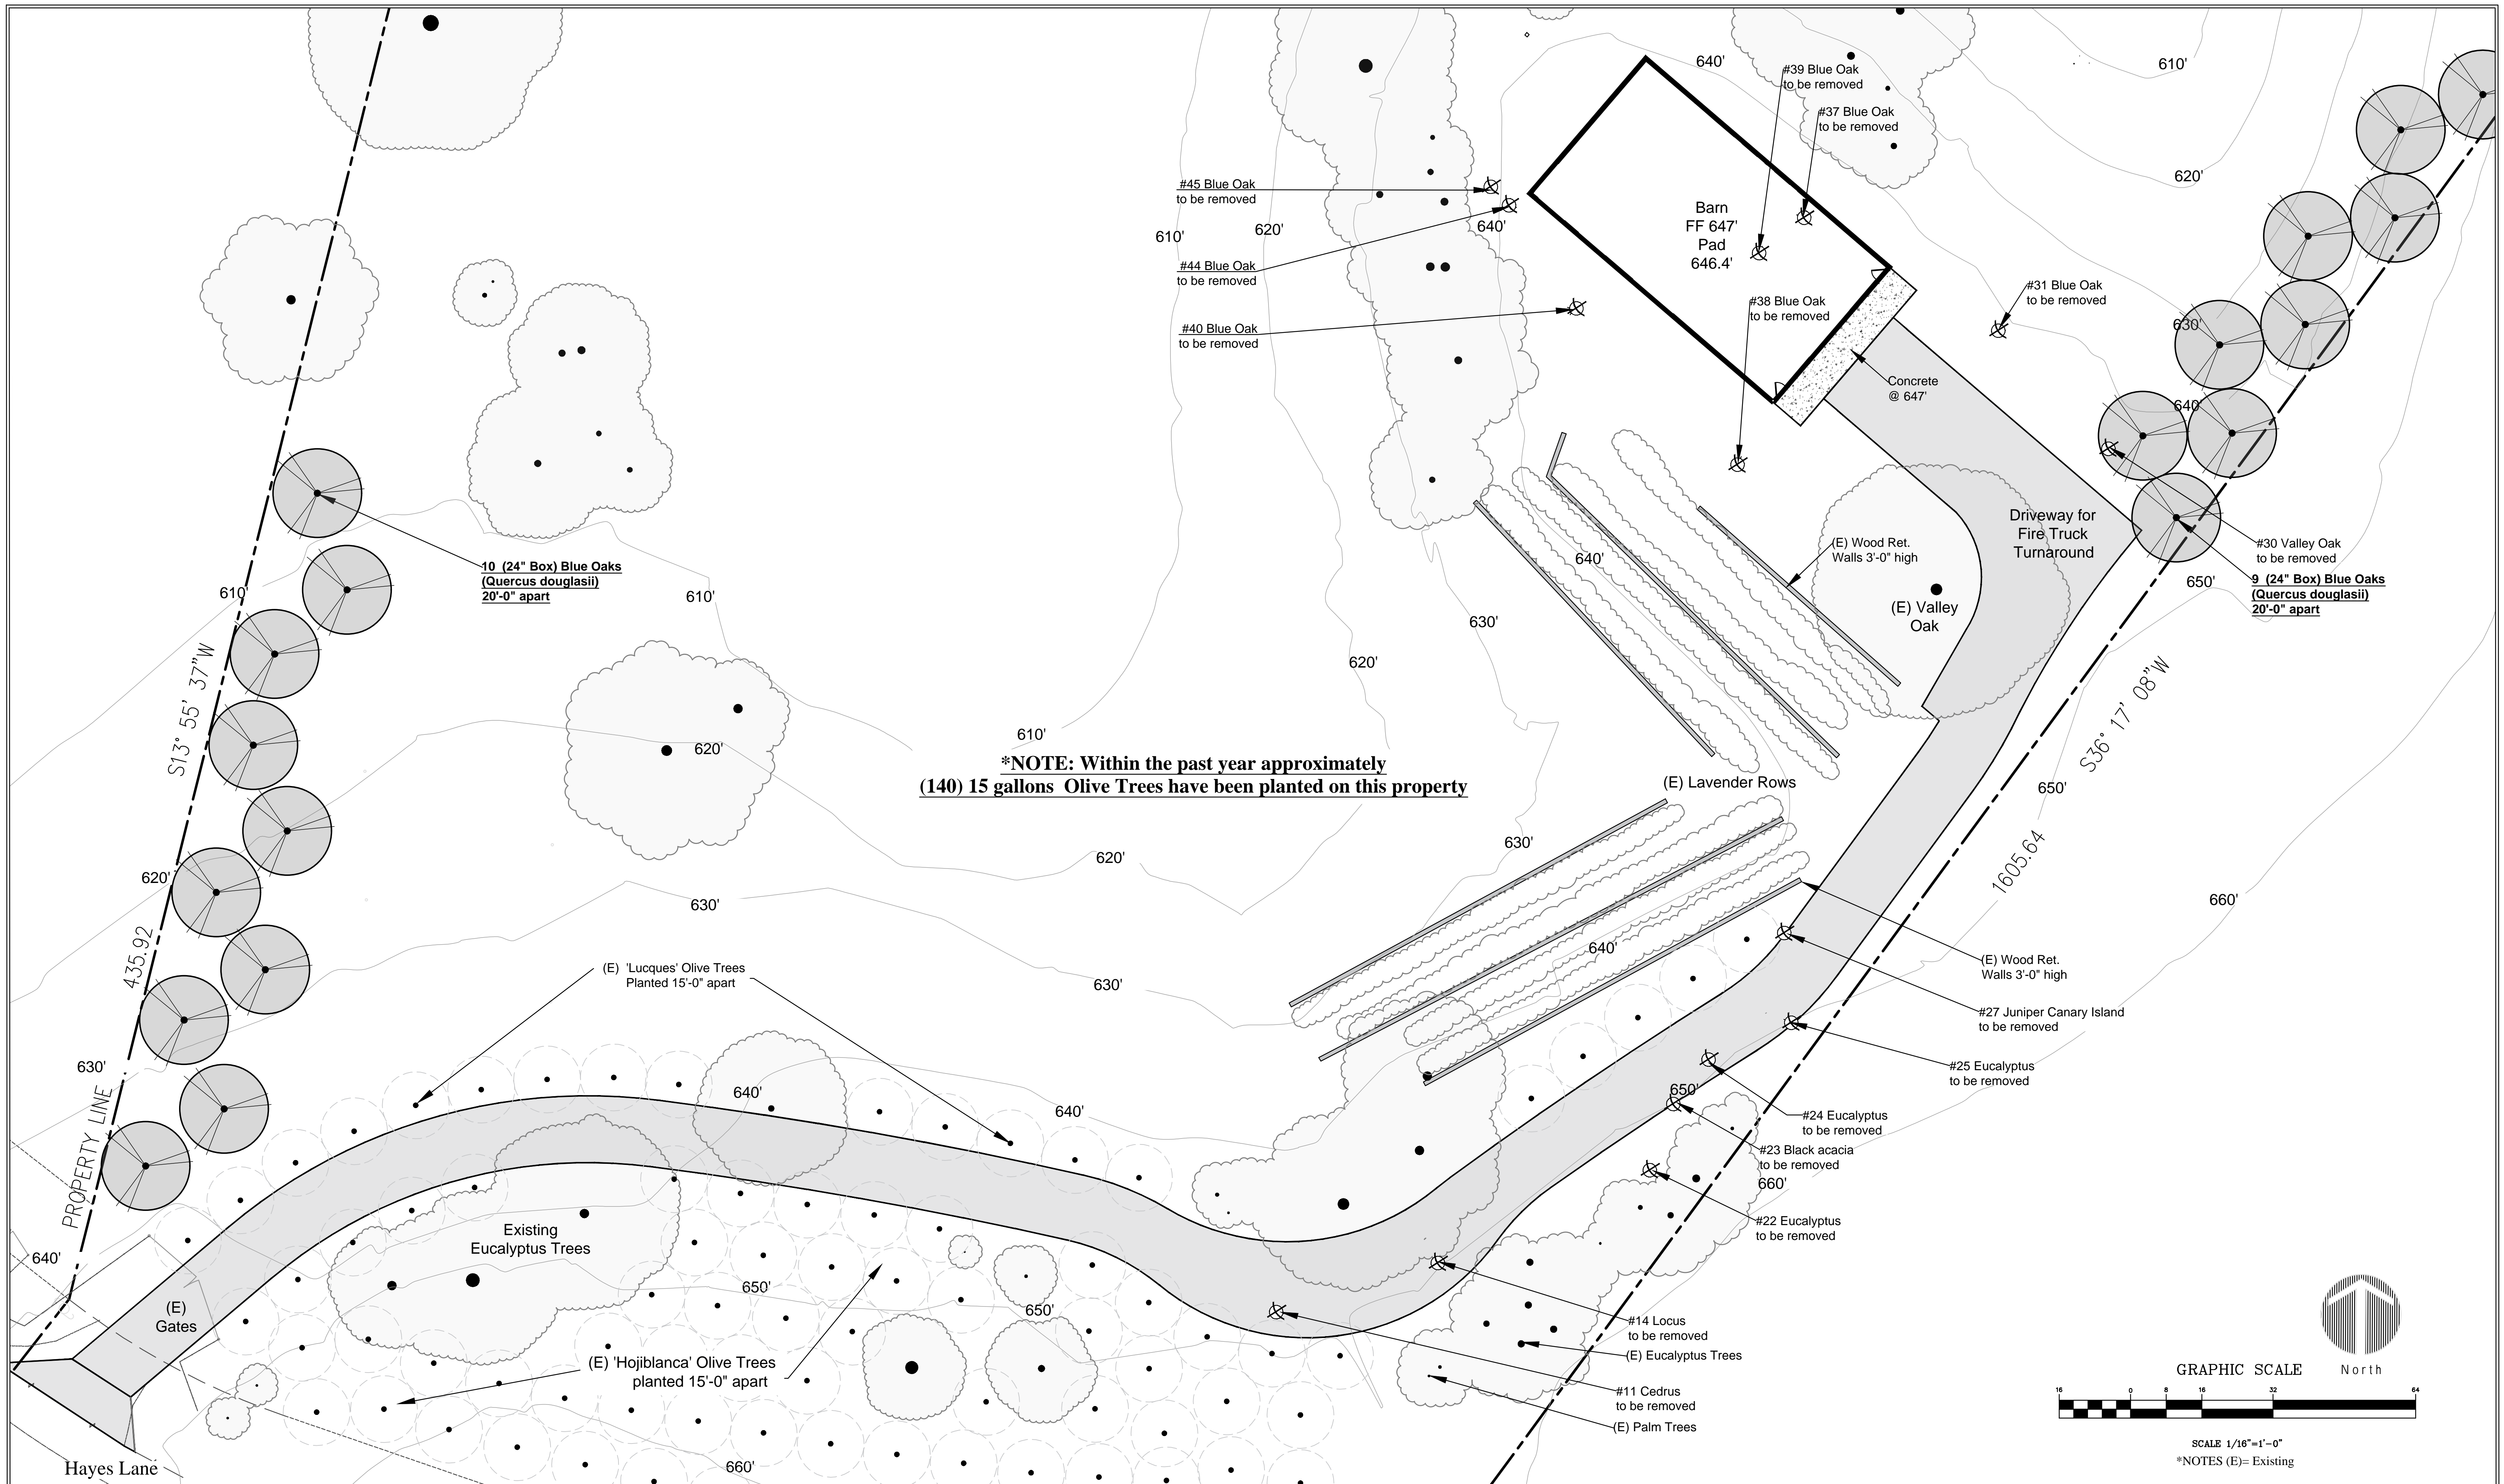 640'
610'
#39 Blue Oak
to be removed
#37 Blue Oak
to be removed
620'
#45 Blue Oak
to be removed
610'
620'
640'
Barn
FF 647'
Pad
646.4'
#44 Blue Oak
to be removed
#31 Blue Oak
to be removed
#38 Blue Oak
to be removed
#40 Blue Oak
to be removed
630'
Concrete
@ 647'
640'
Driveway for
Fire Truck
Turnaround
(E) Wood Ret.
Walls 3'-0" high
640'
#30 Valley Oak
to be removed
650'
9 (24" Box) Blue Oaks
(Quercus douglasii)
20'-0" apart
10 (24" Box) Blue Oaks
(Quercus douglasii)
20'-0" apart
610'
610'
(E) Valley
Oak
630'
620'
S13° 55' 37"W
S36° 17' 08"W
610'
620'
*NOTE: Within the past year approximately
(140) 15 gallons Olive Trees have been planted on this property
(E) Lavender Rows
650'
630'
620'
1605.64
620'
630'
660'
435.92
640'
(E) 'Lucques' Olive Trees
Planted 15'-0" apart
630'
(E) Wood Ret.
Walls 3'-0" high
#27 Juniper Canary Island
to be removed
630'
#25 Eucalyptus
to be removed
640'
650'
640'
#24 Eucalyptus
to be removed
PROPERTY LINE
#23 Black acacia
to be removed
660'
#22 Eucalyptus
to be removed
Existing
Eucalyptus Trees
640'
650'
650'
(E)
Gates
#14 Locus
to be removed
(E) Eucalyptus Trees
(E) 'Hojiblanca' Olive Trees
planted 15'-0" apart
#11 Cedrus
to be removed
(E) Palm Trees
660'
Hayes Lane
North
GRAPHIC SCALE
16 0 8 16 32 64
SCALE 1/16"=1'-0"
*NOTES (E)= Existing